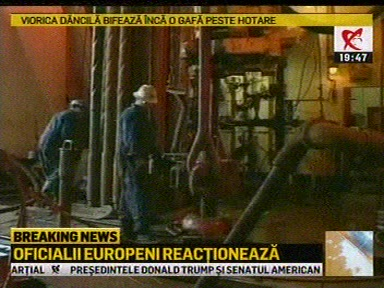 VIORICA DĂNCILĂ BIFEAZĂ ÎNCĂ O GAFĂ PESTE HOTARE
19:47
BREAKING NEWS
OFICIALII EUROPENI REACȚIONEAZĂ
ARȚIAL PREȘEDINTELE DONALD TRUMP ȘI SENATUL AMERICAN